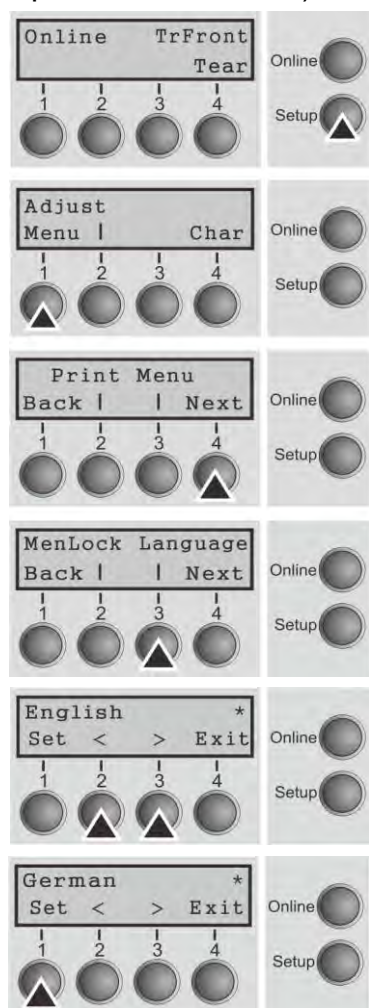 Online TrFront
Tear
1 2 3 4
Online
Setup
Adjust
Menu | Char
1 2 3 4
Online
Setup
Print Menu
Back | | Next
1 2 3 4
Online
Setup
MenLock Language
Back | | Next
1 2 3 4
Online
Setup
English *
Set < > Exit
1 2 3 4
Online
Setup
German *
Set < > Exit
1 2 3 4
Online
Setup